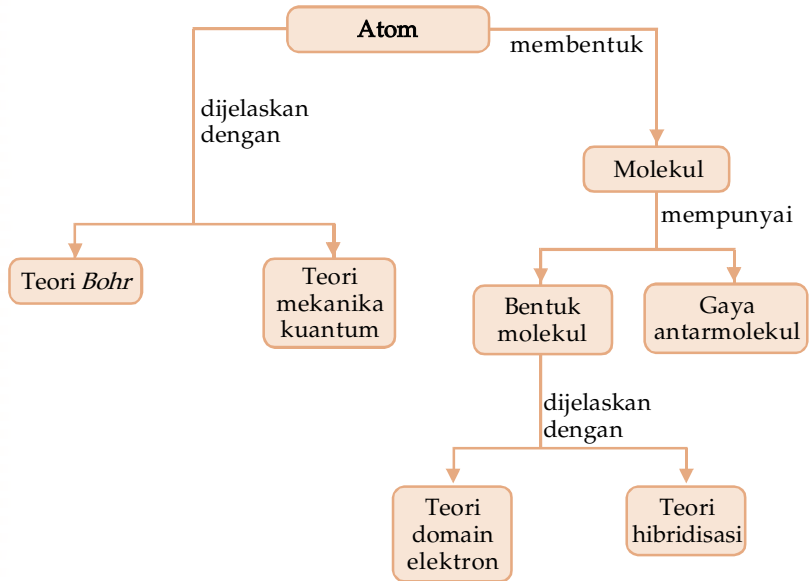 Atom
membentuk
dijelaskan
dengan
Molekul
mempunyai
Teori Bohr
Teori
mekanika
kuantum
Bentuk
molekul
Gaya
antarmolekul
dijelaskan
dengan
Teori
domain
elektron
Teori
hibridisasi